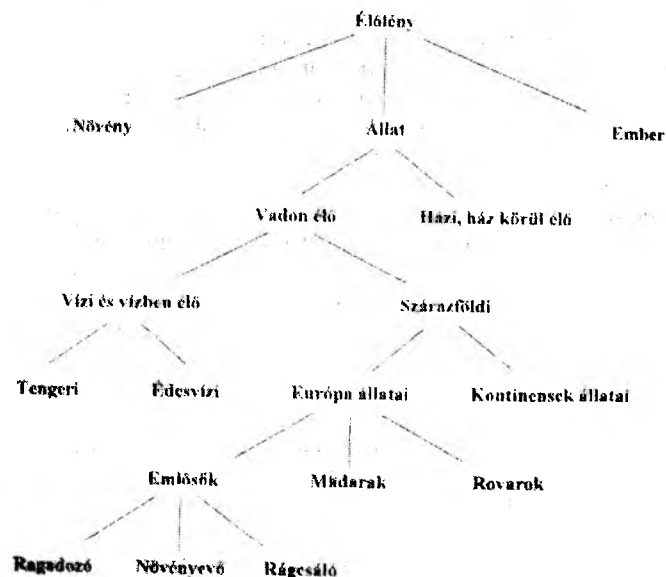 Élőlény
Növény Állat Ember
Vadon élő Házi, ház körül élő
Vízi és vízben élő Szárazföldi
Tengeri Édesvízi Európa állatai Kontinensek állatai
Emlősők Madarak Rovarok
Ragadozó Növényevő Rágcsáló